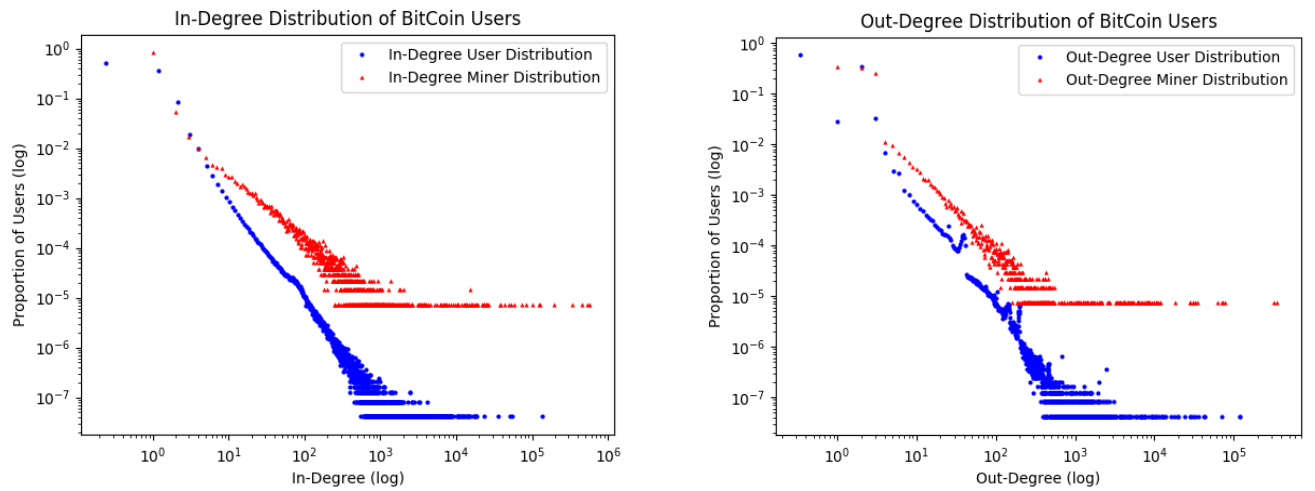 In-Degree Distribution of BitCoin Users
In-Degree User Distribution
In-Degree Miner Distribution
Proportion of Users (log)
10^0
10^-1
10^-2
10^-3
10^-4
10^-5
10^-6
10^-7
10^0 10^1 10^2 10^3 10^4 10^5 10^6
In-Degree (log)
Out-Degree Distribution of BitCoin Users
Out-Degree User Distribution
Out-Degree Miner Distribution
Proportion of Users (log)
10^0
10^-1
10^-2
10^-3
10^-4
10^-5
10^-6
10^-7
10^0 10^1 10^2 10^3 10^4 10^5
Out-Degree (log)